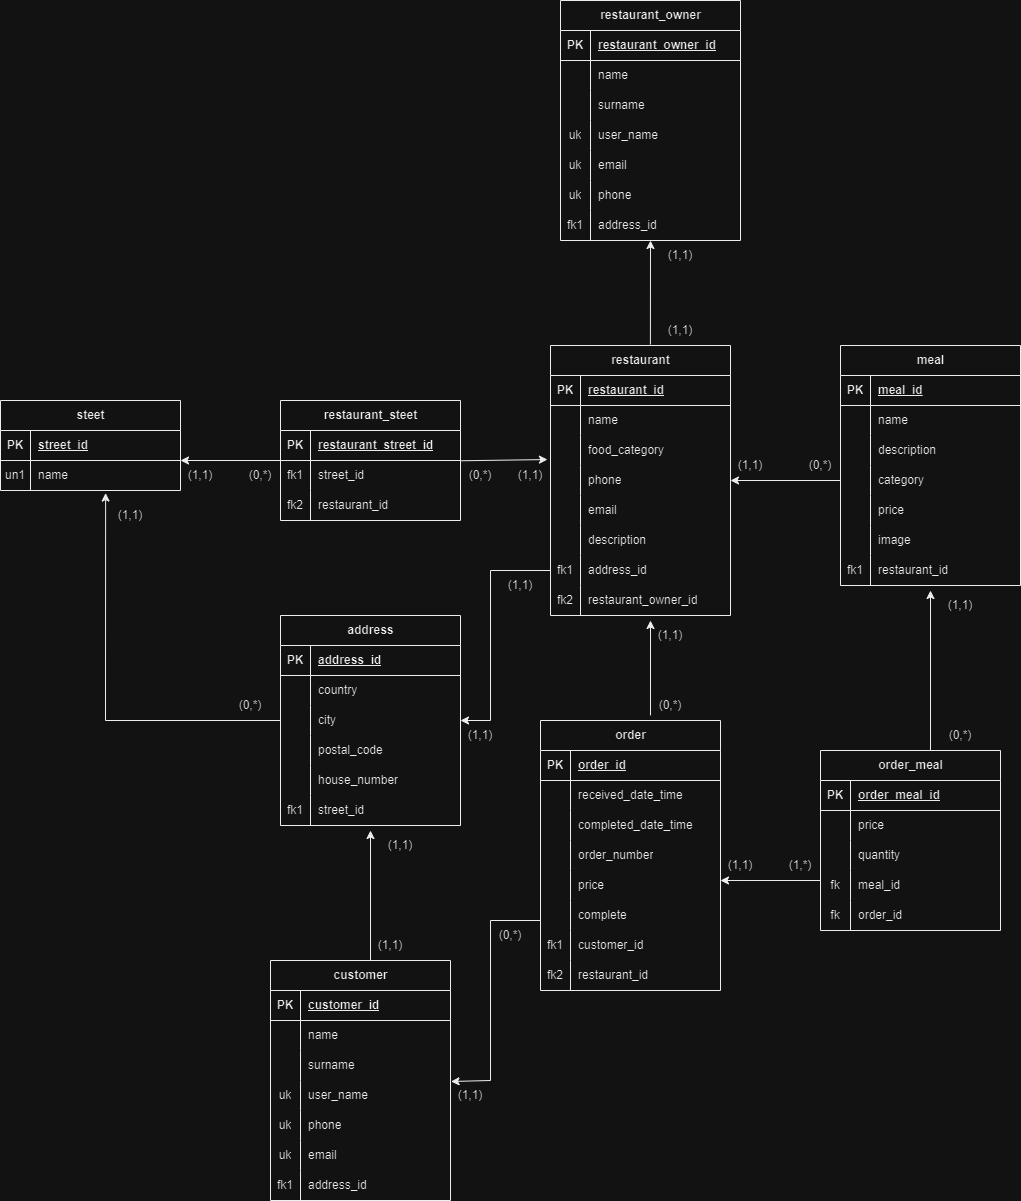 restaurant_owner
PK restaurant_owner_id
name
surname
uk user_name
uk email
uk phone
fk1 address_id
(1,1)
(1,1)
restaurant
PK restaurant_id
name
food_category
phone
email
description
fk1 address_id
fk2 restaurant_owner_id
meal
PK meal_id
name
description
category
price
image
fk1 restaurant_id
(1,1) (0,*)
steet
PK street_id
un1 name
restaurant_steet
PK restaurant_street_id
fk1 street_id
fk2 restaurant_id
(1,1) (0,*)
(0,*) (1,1)
(1,1)
(1,1)
(1,1)
(0,*)
address
PK address_id
country
city
postal_code
house_number
fk1 street_id
(1,1)
(0,*)
(1,1)
(1,1)
(0,*)
order
PK order_id
received_date_time
completed_date_time
order_number
price
complete
fk1 customer_id
fk2 restaurant_id
order_meal
PK order_meal_id
price
quantity
fk meal_id
fk order_id
(1,1) (1,*)
(1,1)
(1,1)
(0,*)
(1,1)
customer
PK customer_id
name
surname
uk user_name
uk phone
uk email
fk1 address_id